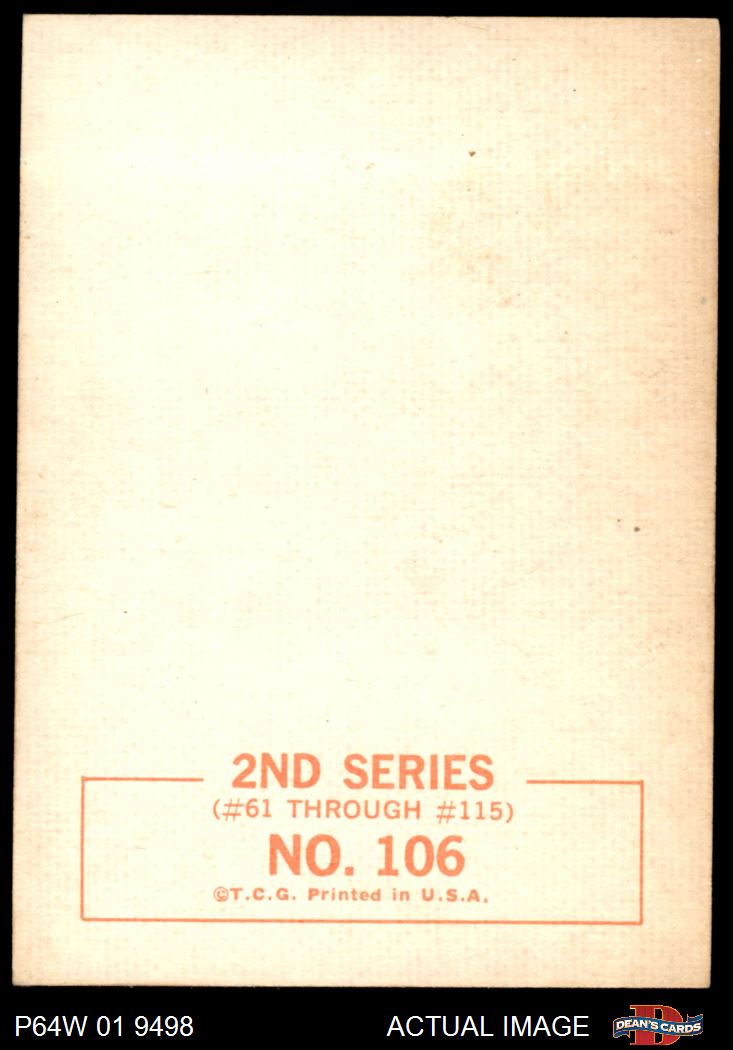 2ND SERIES
(#61 THROUGH #115)
NO. 106
©T.C.G. Printed in U.S.A.
P64W 01 9498
ACTUAL IMAGE
D
DEAN'S CARDS